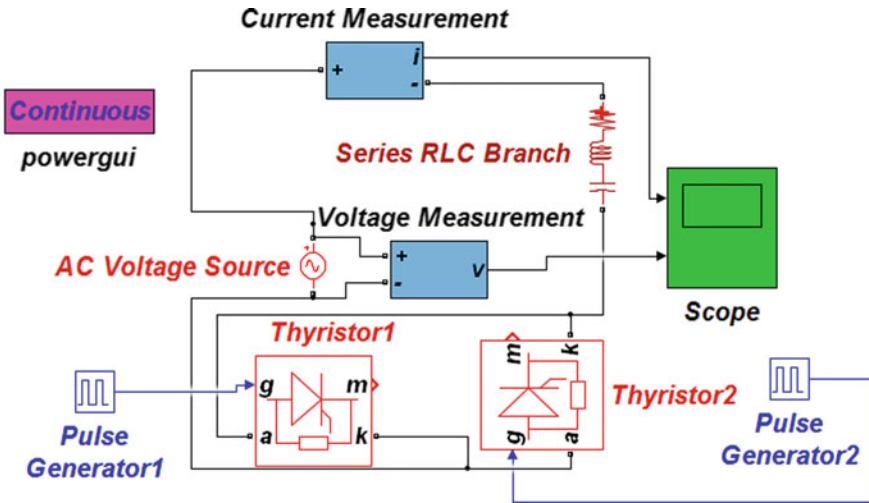 Current Measurement
+
i
-
Continuous
powergui
Series RLC Branch
Voltage Measurement
AC Voltage Source
+
+
-
v
Scope
Thyristor1
g
m
a
k
m
k
g
a
Thyristor2
Pulse
Generator1
Pulse
Generator2